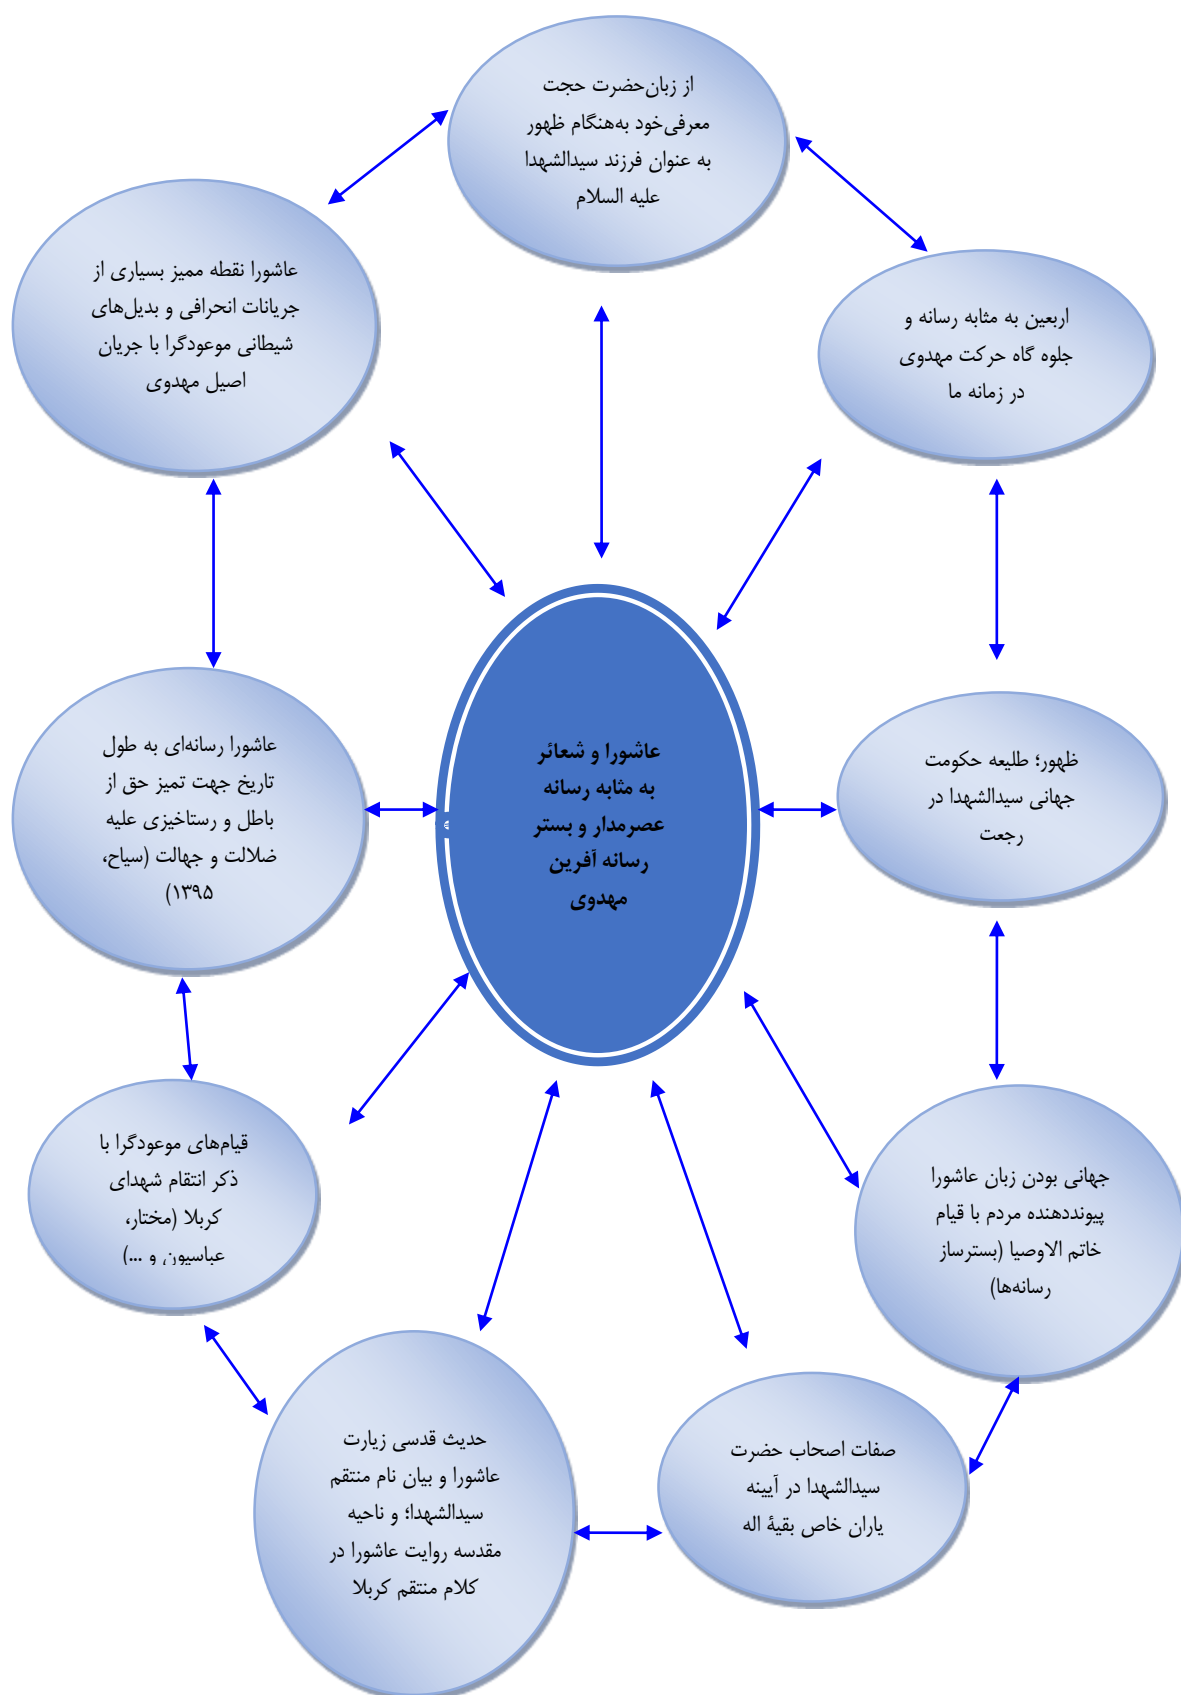 از زبان‌حضرت حجت
معرفی‌خود به‌هنگام ظهور
به عنوان فرزند سیدالشهدا
علیه السلام
عاشورا نقطه ممیز بسیاری از
جریانات انحرافی و بدیل‌های
شیطانی موعودگرا با جریان
اصیل مهدوی
اربعین به مثابه رسانه و
جلوه گاه حرکت مهدوی
در زمانه ما
عاشورا و شعائر
به مثابه رسانه
عصرمدار و بستر
رسانه آفرین
مهدوی
ظهور؛ طلیعه حکومت
جهانی سیدالشهدا در
رجعت
عاشورا رسانه‌ای به طول
تاریخ جهت تمیز حق از
باطل و رستاخیزی علیه
ضلالت و جهالت (سیاح،
۱۳۹۵)
قیام‌های موعودگرا با
ذکر انتقام شهدای
کربلا (مختار،
عباسیون و ...)
جهانی بودن زبان عاشورا
پیونددهنده مردم با قیام
خاتم الاوصیا (بسترساز
رسانه‌ها)
صفات اصحاب حضرت
سیدالشهدا در آیینه
یاران خاص بقیۀ اله
حدیث قدسی زیارت
عاشورا و بیان نام منتقم
سیدالشهدا؛ و ناحیه
مقدسه روایت عاشورا در
کلام منتقم کربلا